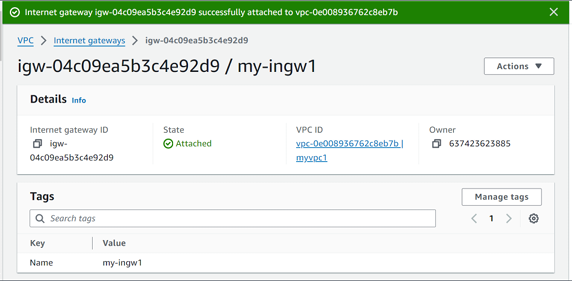 Internet gateway igw-04c09ea5b3c4e92d9 successfully attached to vpc-0e008936762c8eb7b
VPC > Internet gateways > igw-04c09ea5b3c4e92d9
igw-04c09ea5b3c4e92d9 / my-ingw1
Actions
Details Info
Internet gateway ID
igw-
04c09ea5b3c4e92d9
State
Attached
VPC ID
vpc-0e008936762c8eb7b |
myvpc1
Owner
637423623885
Tags
Manage tags
Search tags
1
Key Value
Name my-ingw1